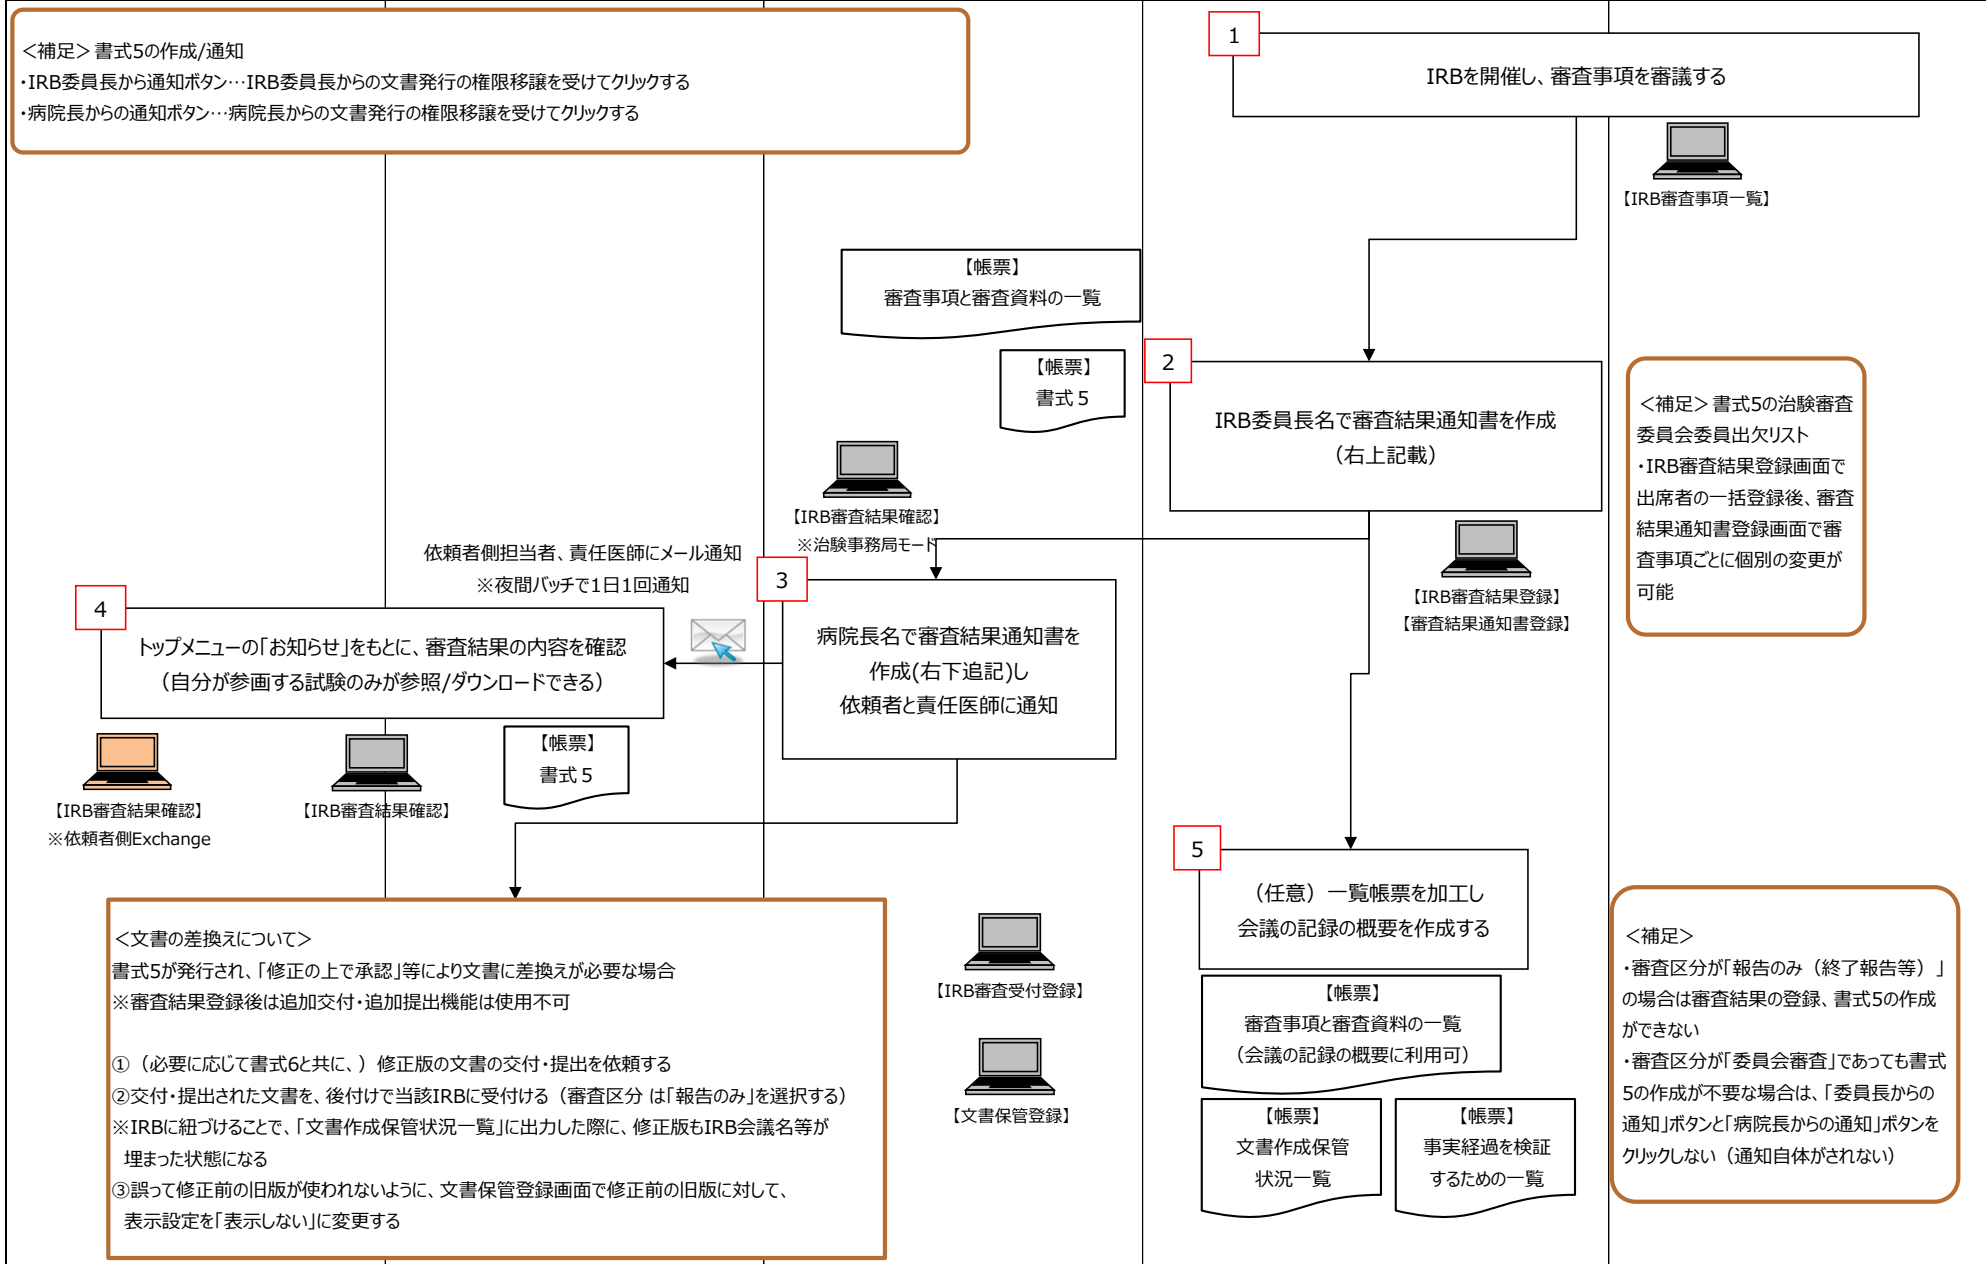 ＜補足＞書式5の作成/通知
・IRB委員長から通知ボタン…IRB委員長からの文書発行の権限移譲を受けてクリックする
・病院長からの通知ボタン…病院長からの文書発行の権限移譲を受けてクリックする
1
IRBを開催し、審査事項を審議する
【IRB審査事項一覧】
【帳票】
審査事項と審査資料の一覧
【帳票】
書式５
2
IRB委員長名で審査結果通知書を作成
（右上記載）
＜補足＞書式5の治験審査
委員会委員出欠リスト
・IRB審査結果登録画面で
出席者の一括登録後、審査
結果通知書登録画面で審
査事項ごとに個別の変更が
可能
【IRB審査結果確認】
※治験事務局モード
【IRB審査結果登録】
【審査結果通知書登録】
依頼者側担当者、責任医師にメール通知
※夜間バッチで1日1回通知
3
病院長名で審査結果通知書を
作成(右下追記)し
依頼者と責任医師に通知
4
トップメニューの「お知らせ」をもとに、審査結果の内容を確認
（自分が参画する試験のみが参照/ダウンロードできる）
【帳票】
書式５
【IRB審査結果確認】
※依頼者側Exchange
【IRB審査結果確認】
5
（任意）一覧帳票を加工し
会議の記録の概要を作成する
＜文書の差換えについて＞
書式5が発行され、「修正の上で承認」等により文書に差換えが必要な場合
※審査結果登録後は追加交付・追加提出機能は使用不可
①（必要に応じて書式6と共に、）修正版の文書の交付・提出を依頼する
②交付・提出された文書を、後付けで当該IRBに受付ける（審査区分 は「報告のみ」を選択する）
※IRBに紐づけることで、「文書作成保管状況一覧」に出力した際に、修正版もIRB会議名等が
埋まった状態になる
③誤って修正前の旧版が使われないように、文書保管登録画面で修正前の旧版に対して、
表示設定を「表示しない」に変更する
【IRB審査受付登録】
【文書保管登録】
【帳票】
審査事項と審査資料の一覧
（会議の記録の概要に利用可）
【帳票】
文書作成保管
状況一覧
【帳票】
事実経過を検証
するための一覧
＜補足＞
・審査区分が「報告のみ（終了報告等）」
の場合は審査結果の登録、書式5の作成
ができない
・審査区分が「委員会審査」であっても書式
5の作成が不要な場合は、「委員長からの
通知」ボタンと「病院長からの通知」ボタンを
クリックしない（通知自体がされない）